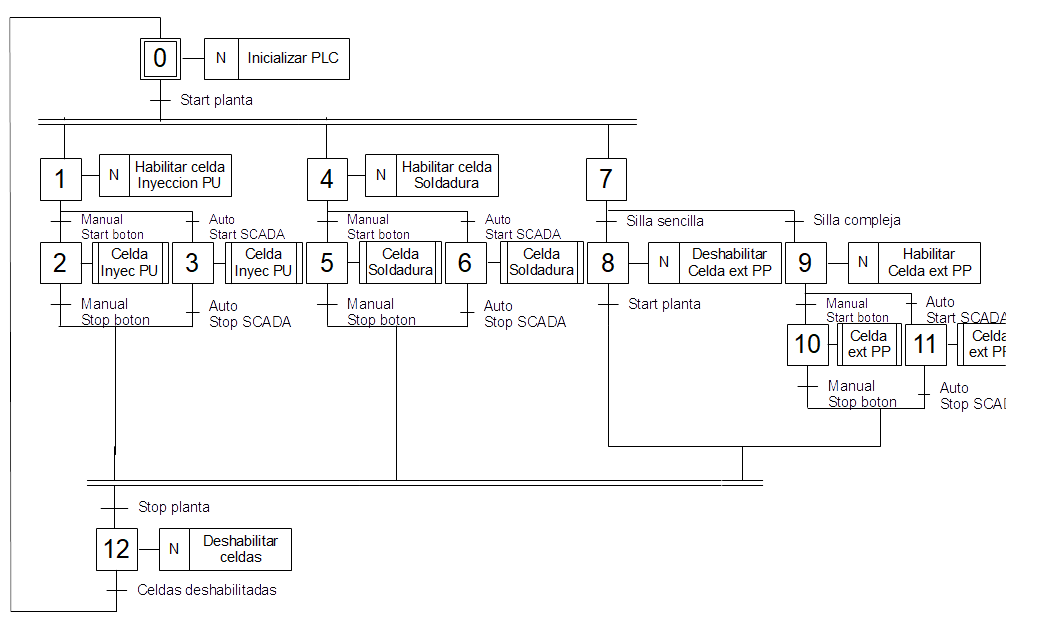 0 N Inicializar PLC
Start planta
1 N Habilitar celda
Inyeccion PU
4 N Habilitar celda
Soldadura
7
Manual
Start boton
Auto
Start SCADA
Manual
Start boton
Auto
Start SCADA
Silla sencilla
Silla compleja
2 Celda
Inyec PU
3 Celda
Inyec PU
5 Celda
Soldadura
6 Celda
Soldadura
8 N Deshabilitar
Celda ext PP
9 N Habilitar
Celda ext PP
Manual
Stop boton
Auto
Stop SCADA
Manual
Stop boton
Auto
Stop SCADA
Start planta
Manual
Start boton
Auto
Start SCADA
10 Celda
ext PP
11 Celda
ext
Manual
Stop boton
Auto
Stop
Stop planta
12 N Deshabilitar
celdas
Celdas deshabilitadas